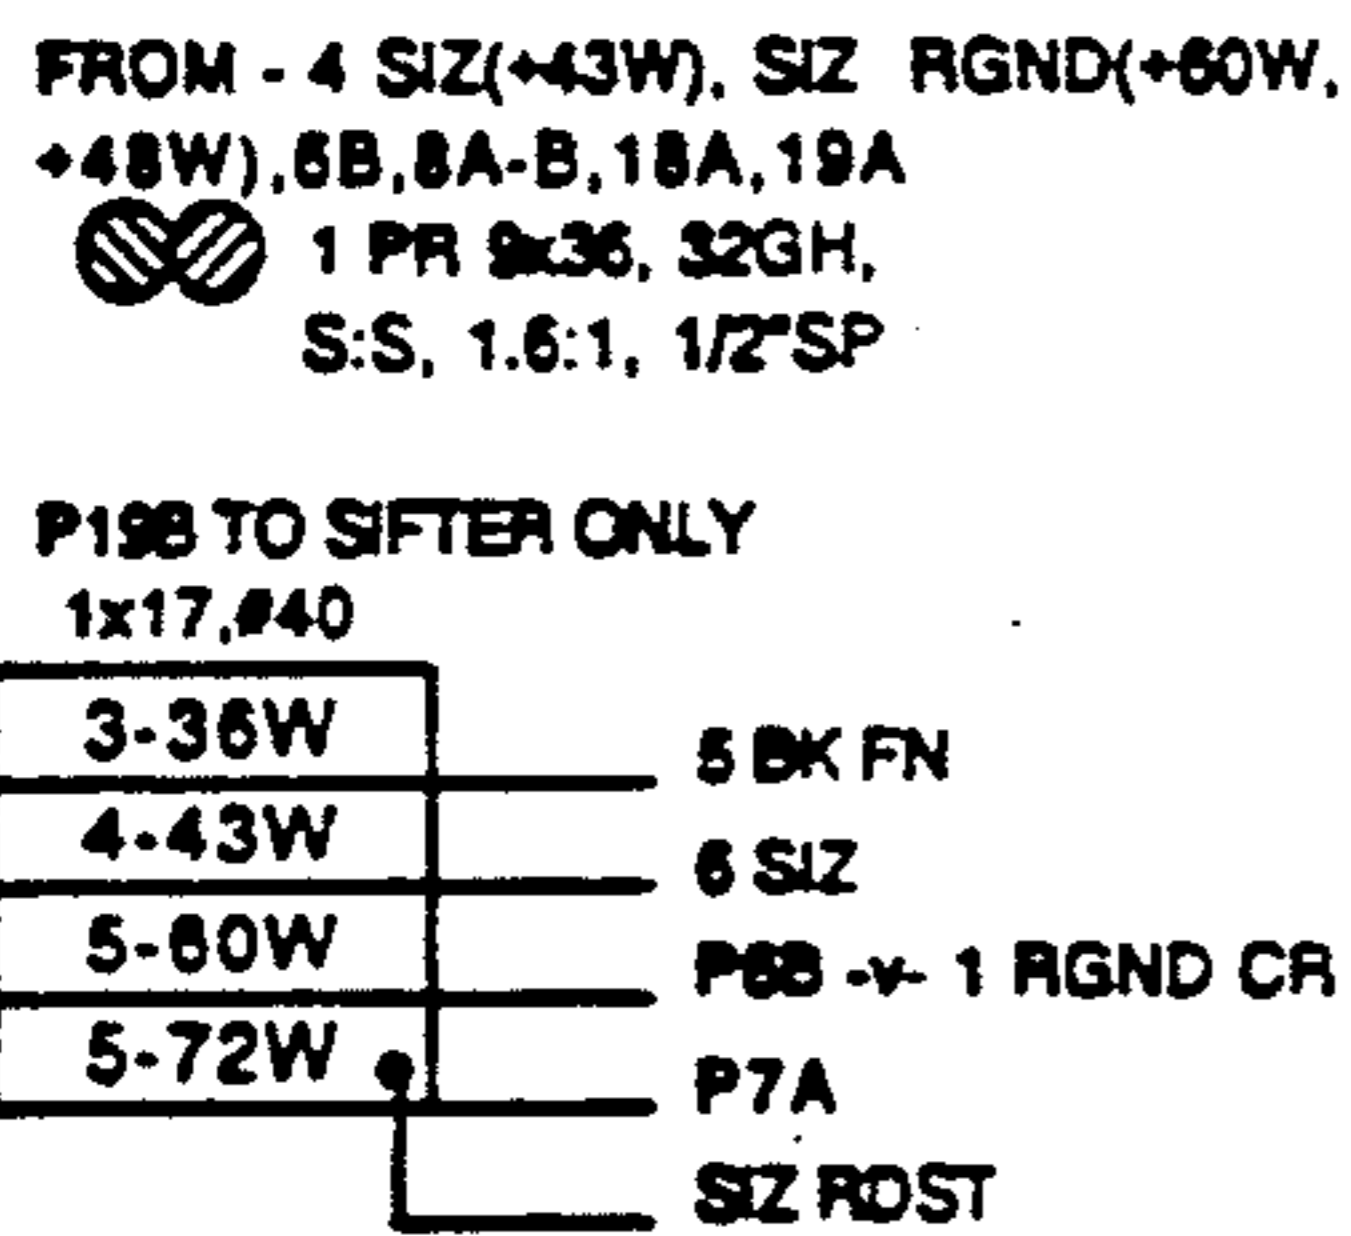 FROM - 4 SIZ(+43W), SIZ RGND(+60W,
+48W),6B,8A-B,18A,19A
1 PR 9x36, 32GH,
S:S, 1.6:1, 1/2"SP
P19B TO SIFTER ONLY
1x17,#40
3-36W
5 BK FN
4-43W
6 SIZ
5-60W
P6B -v- 1 RGND CR
5-72W
P7A
SIZ ROST